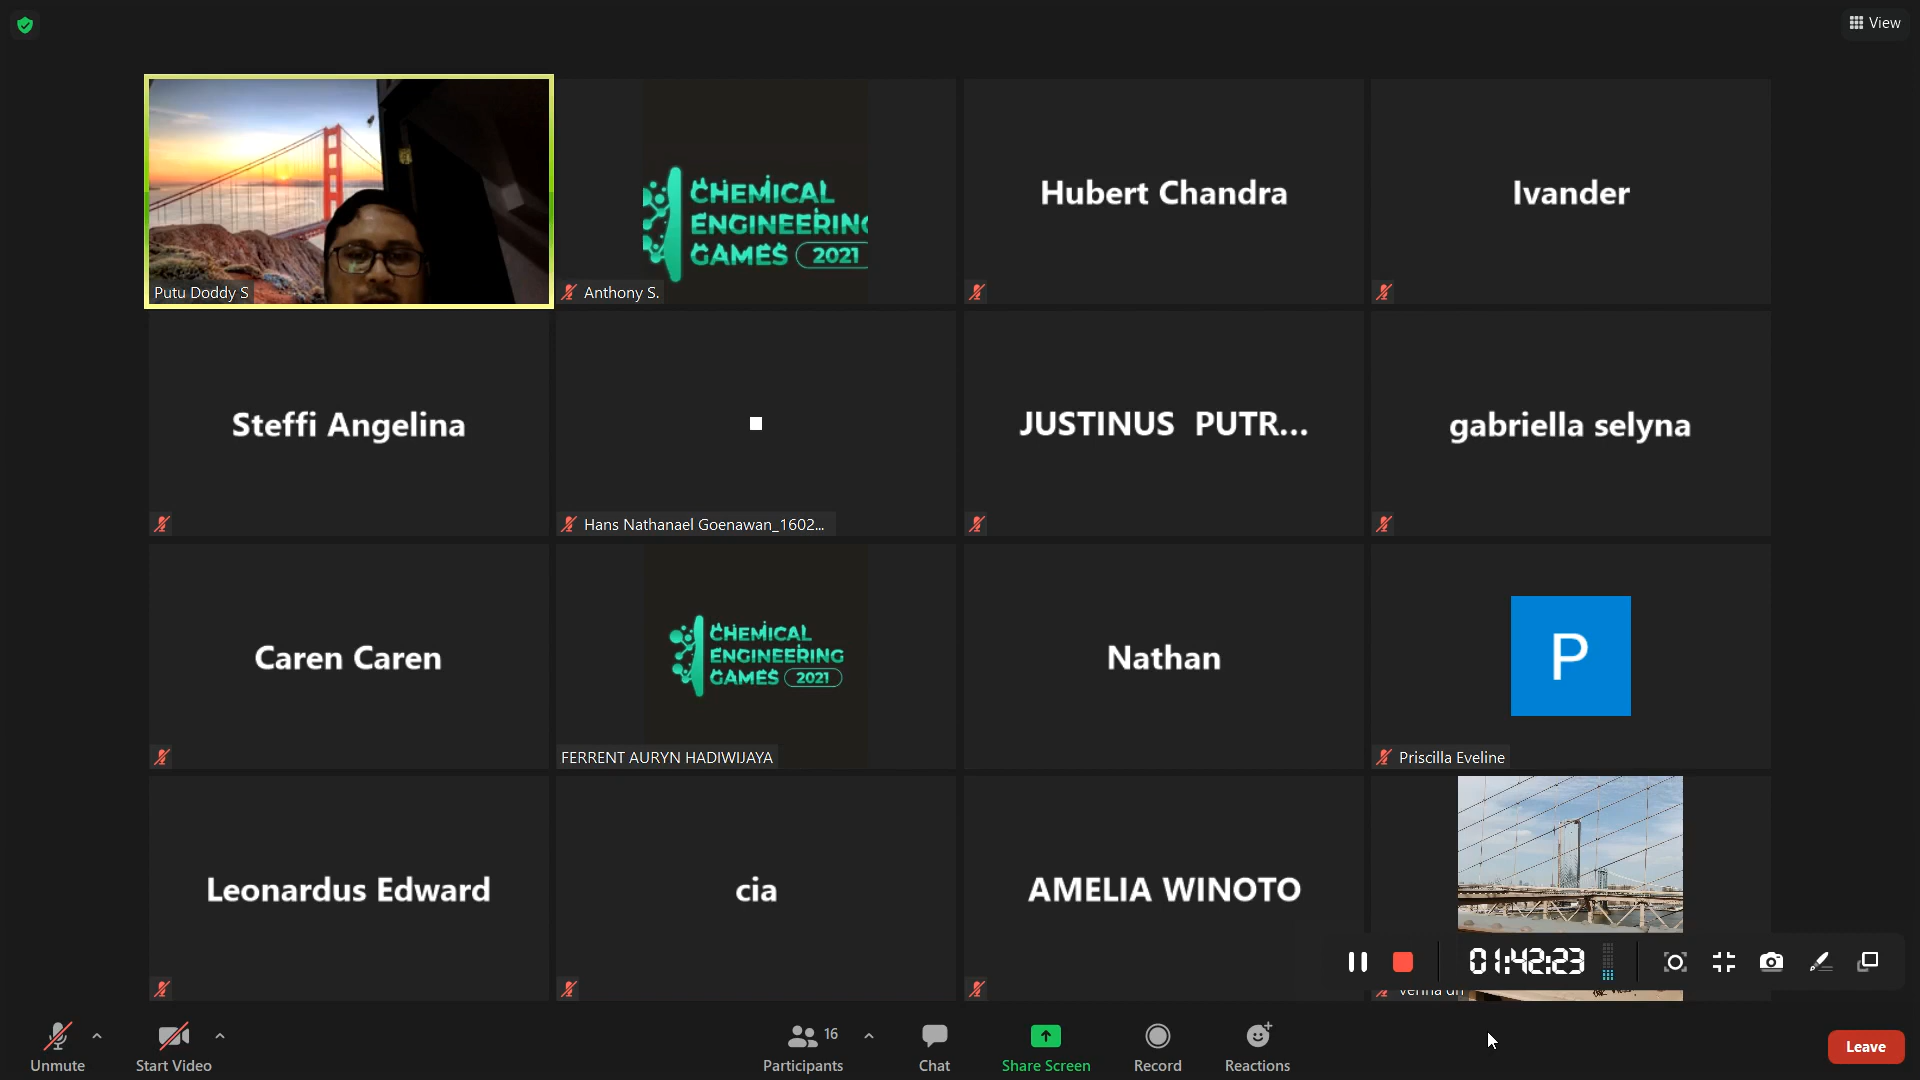 View
Putu Doddy S
CHEMICAL
ENGINEERING
GAMES 2021
Anthony S.
Hubert Chandra
Ivander
Steffi Angelina
Hans Nathanael Goenawan_1602...
JUSTINUS PUTR...
gabriella selyna
Caren Caren
CHEMICAL
ENGINEERING
GAMES 2021
FERRENT AURYN HADIWIJAYA
Nathan
P
Priscilla Eveline
Leonardus Edward
cia
AMELIA WINOTO
01:42:23
Unmute
Start Video
16
Participants
Chat
Share Screen
Record
Reactions
Leave